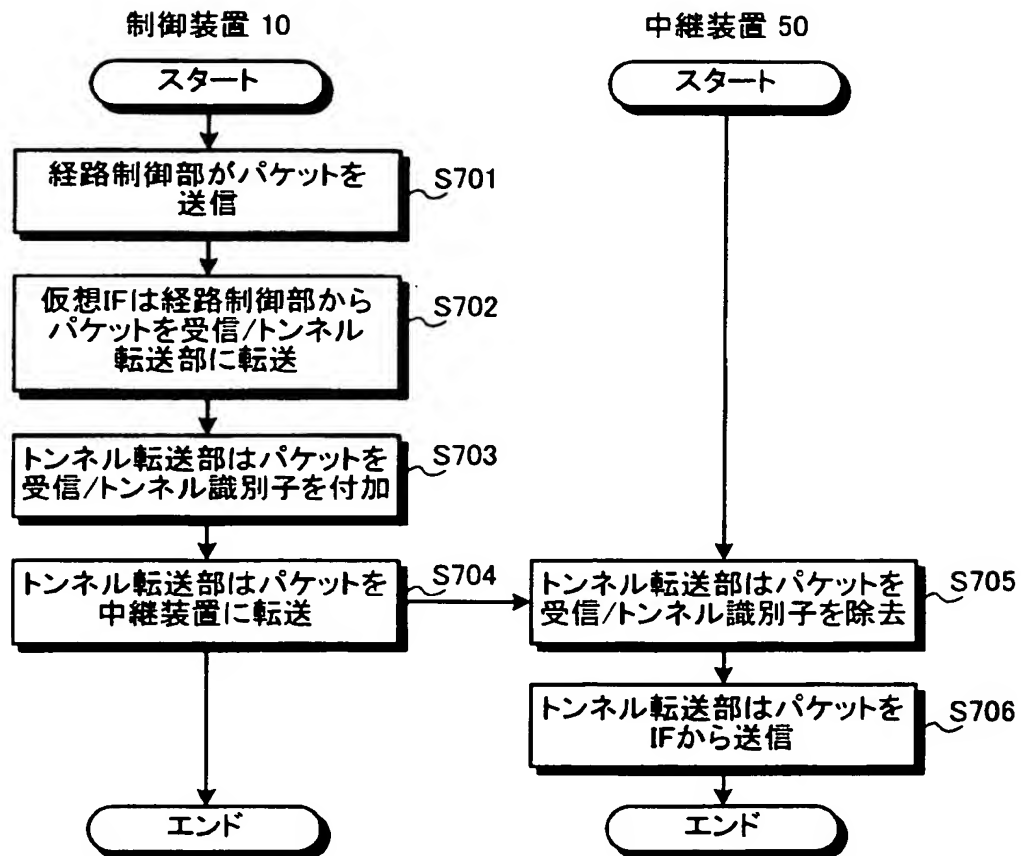 制御装置 10
スタート
経路制御部がパケットを
送信
S701
仮想IFは経路制御部から
パケットを受信/トンネル
転送部に転送
S702
トンネル転送部はパケットを
受信/トンネル識別子を付加
S703
トンネル転送部はパケットを
中継装置に転送
S704
エンド
中継装置 50
スタート
トンネル転送部はパケットを
受信/トンネル識別子を除去
S705
トンネル転送部はパケットを
IFから送信
S706
エンド